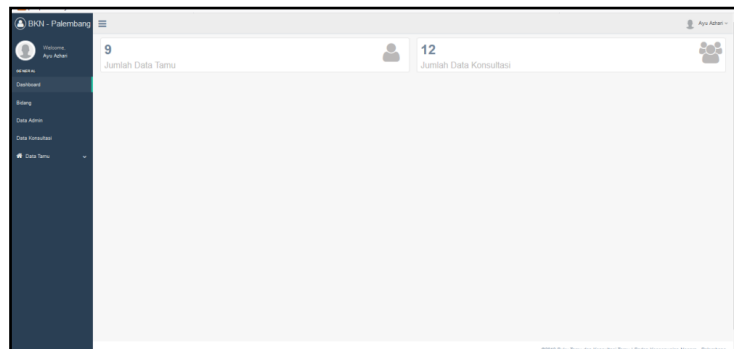 BKN - Palembang
Ayu Azhari
Welcome,
Ayu Azhari
GENERAL
9
Jumlah Data Tamu
12
Jumlah Data Konsultasi
Dashboard
Bidang
Data Admin
Data Konsultasi
Data Tamu